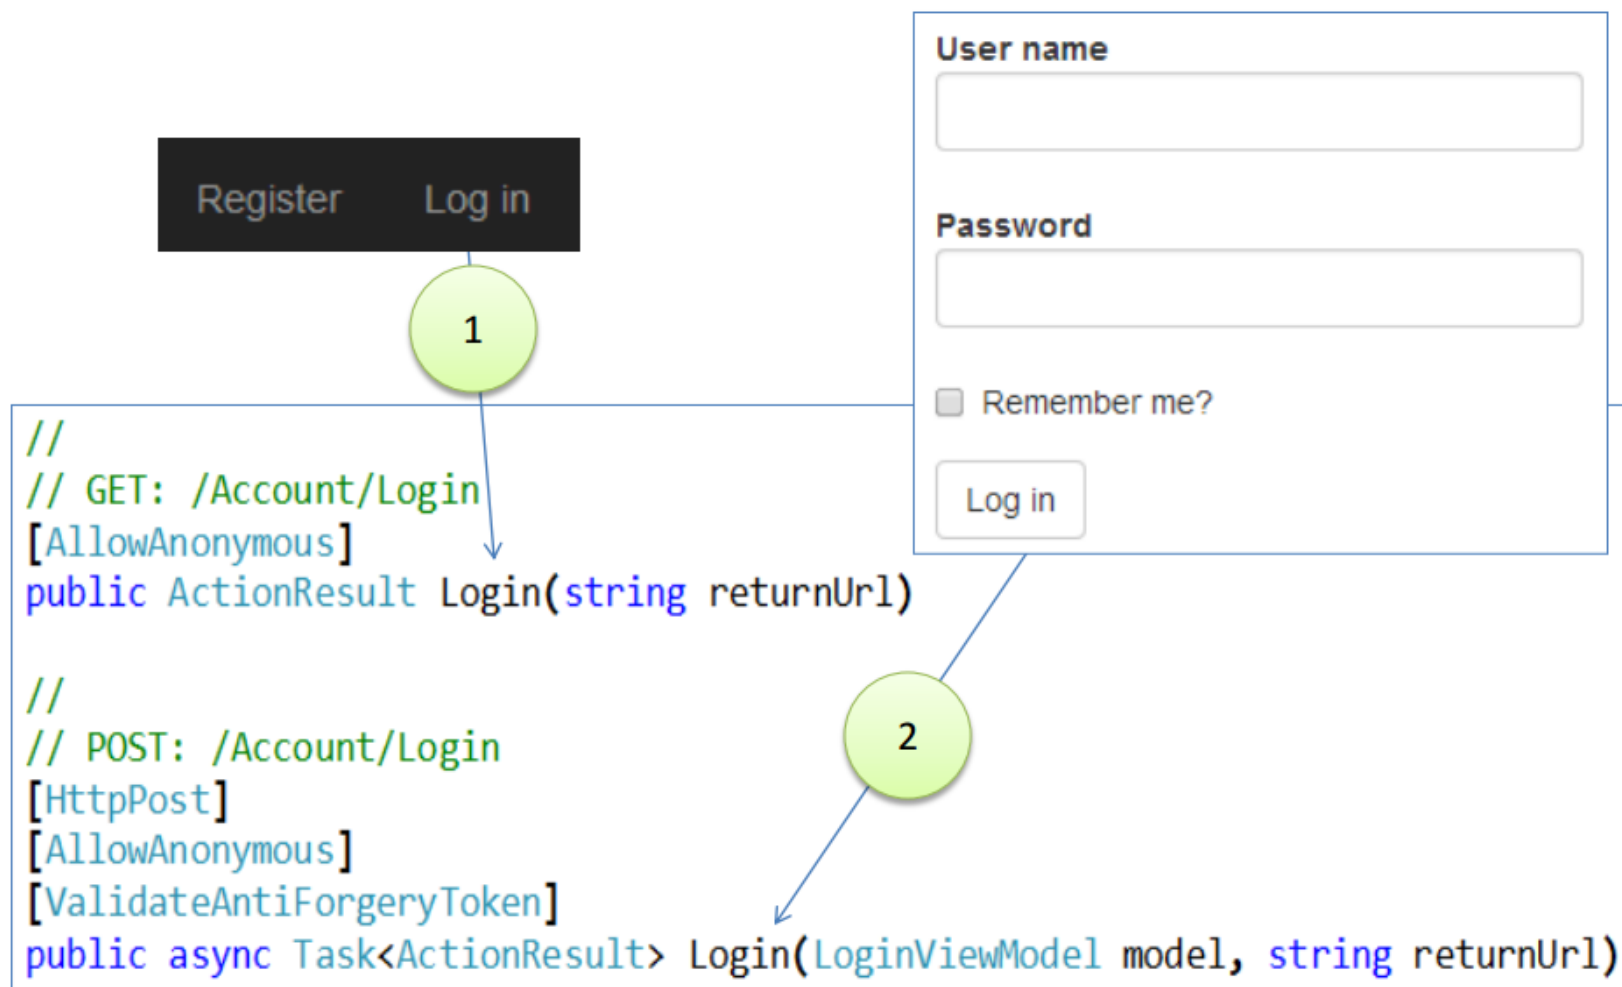 User name
Register Log in
Password
1
Remember me?
Log in
//
// GET: /Account/Login
[AllowAnonymous]
public ActionResult Login(string returnUrl)
2
//
// POST: /Account/Login
[HttpPost]
[AllowAnonymous]
[ValidateAntiForgeryToken]
public async Task<ActionResult> Login(LoginViewModel model, string returnUrl)